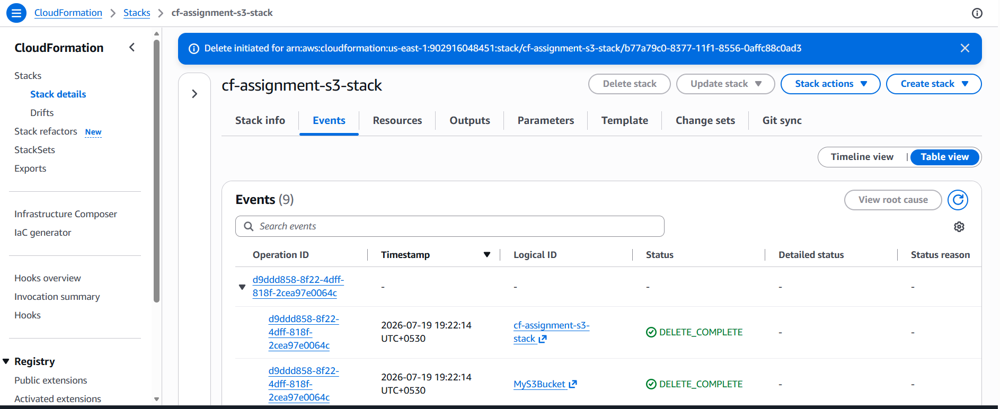 CloudFormation > Stacks > cf-assignment-s3-stack
CloudFormation
Stacks
Stack details
Drifts
Stack refactors New
StackSets
Exports
Infrastructure Composer
IaC generator
Hooks overview
Invocation summary
Hooks
Registry
Public extensions
Activated extensions
Delete initiated for arn:aws:cloudformation:us-east-1:902916048451:stack/cf-assignment-s3-stack/b77a79c0-8377-11f1-8556-0affc88c0ad3
cf-assignment-s3-stack
Delete stack
Update stack
Stack actions
Create stack
Stack info
Events
Resources
Outputs
Parameters
Template
Change sets
Git sync
Timeline view | Table view
Events (9)
View root cause
Search events
Operation ID Timestamp Logical ID Status Detailed status Status reason
d9ddd858-8f22-4dff-
818f-2cea97e0064c
- - - - -
d9ddd858-8f22-
4dff-818f-
2cea97e0064c
2026-07-19 19:22:14
UTC+0530
cf-assignment-s3-
stack
DELETE_COMPLETE
- -
d9ddd858-8f22-
4dff-818f-
2cea97e0064c
2026-07-19 19:22:14
UTC+0530
MyS3Bucket
DELETE_COMPLETE
- -